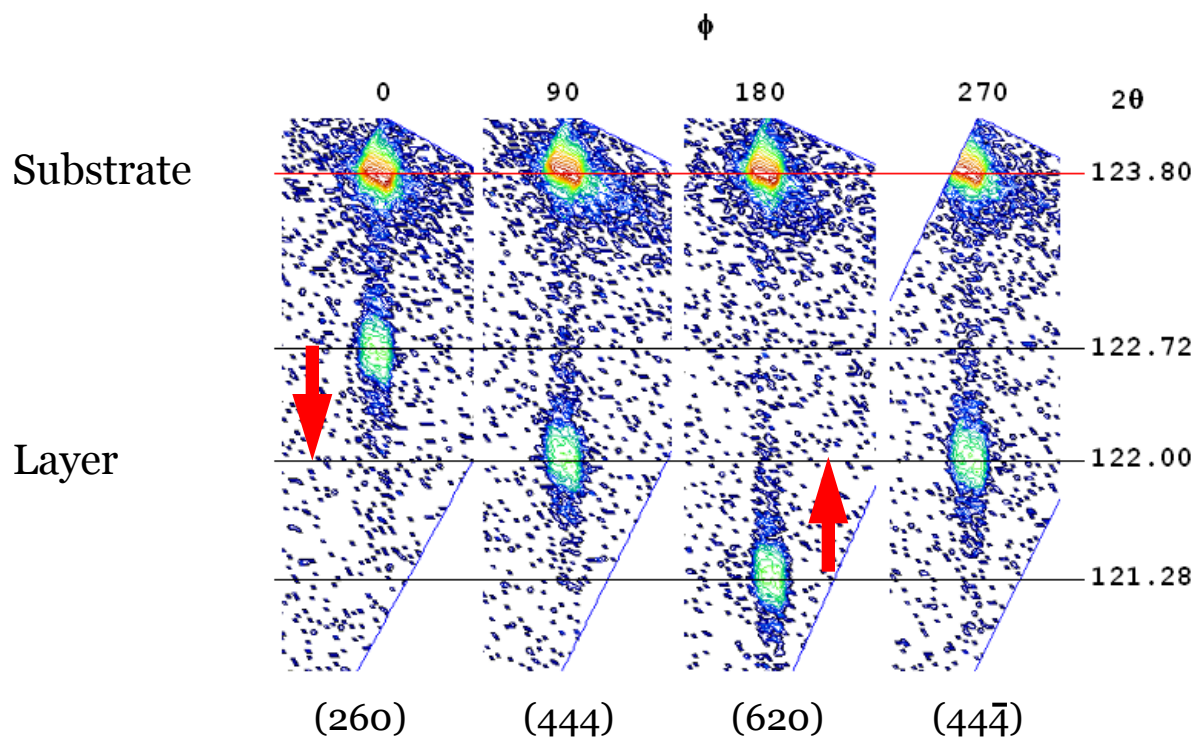 ϕ
0 90 180 270 2θ
Substrate 123.80
122.72
Layer 122.00
121.28
(260) (444) (620) (444̄)